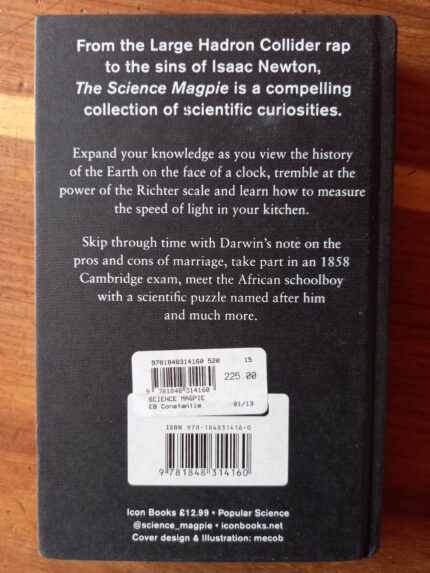 From the Large Hadron Collider rap
to the sins of Isaac Newton,
The Science Magpie is a compelling
collection of scientific curiosities.
Expand your knowledge as you view the history
of the Earth on the face of a clock, tremble at the
power of the Richter scale and learn how to measure
the speed of light in your kitchen.
Skip through time with Darwin's note on the
pros and cons of marriage, take part in an 1858
Cambridge exam, meet the African schoolboy
with a scientific puzzle named after him
and much more.
9781848314160 520 15
9 781848 314160
225.00
SCIENCE MAGPIE
EB Constantia 01/13
ISBN 978-184831416-0
9 781848 314160
Icon Books £12.99 • Popular Science
@science_magpie • iconbooks.net
Cover design & Illustration: mecob